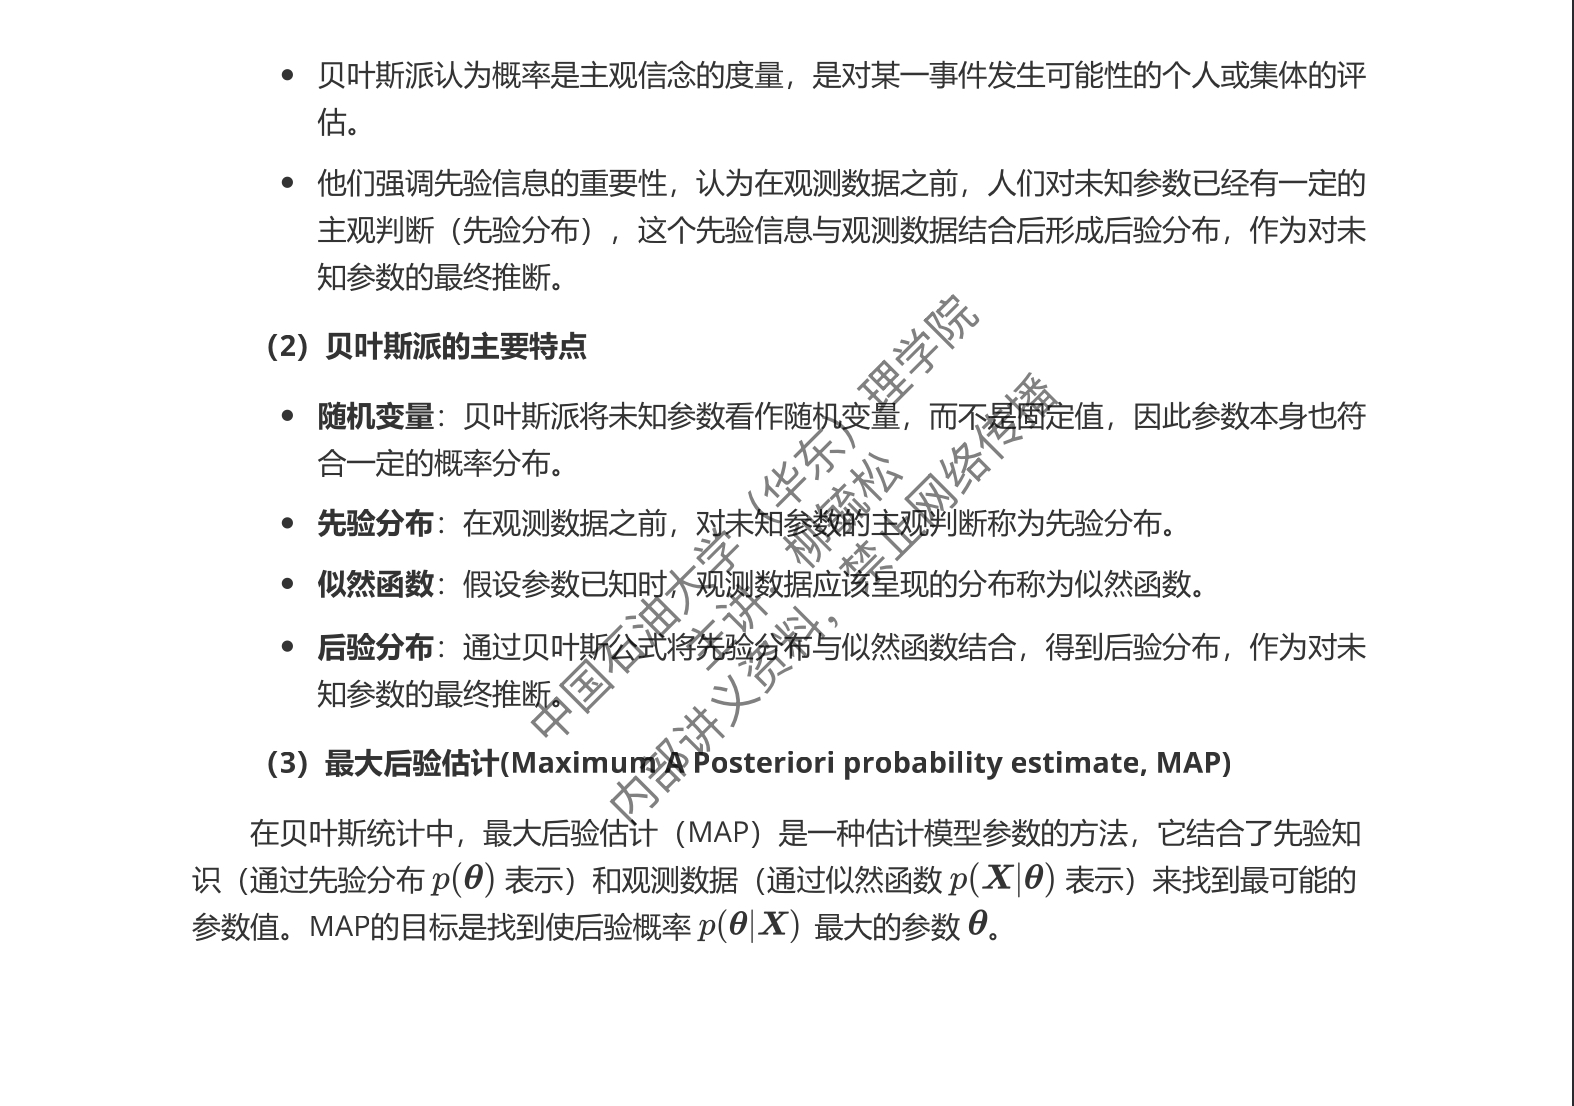 • 贝叶斯派认为概率是主观信念的度量，是对某一事件发生可能性的个人或集体的评
估。
• 他们强调先验信息的重要性，认为在观测数据之前，人们对未知参数已经有一定的
主观判断（先验分布），这个先验信息与观测数据结合后形成后验分布，作为对未
知参数的最终推断。
（2）贝叶斯派的主要特点
• 随机变量：贝叶斯派将未知参数看作随机变量，而不是固定值，因此参数本身也符
合一定的概率分布。
• 先验分布：在观测数据之前，对未知参数的主观判断称为先验分布。
• 似然函数：假设参数已知时，观测数据应该呈现的分布称为似然函数。
• 后验分布：通过贝叶斯公式将先验分布与似然函数结合，得到后验分布，作为对未
知参数的最终推断。
（3）最大后验估计(Maximum A Posteriori probability estimate, MAP)
在贝叶斯统计中，最大后验估计（MAP）是一种估计模型参数的方法，它结合了先验知
识（通过先验分布 p(θ) 表示）和观测数据（通过似然函数 p(X|θ) 表示）来找到最可能的
参数值。MAP的目标是找到使后验概率 p(θ|X) 最大的参数 θ。
中国石油大学（华东）理学院
主讲：柳毓松
内部讲义资料，禁止网络传播